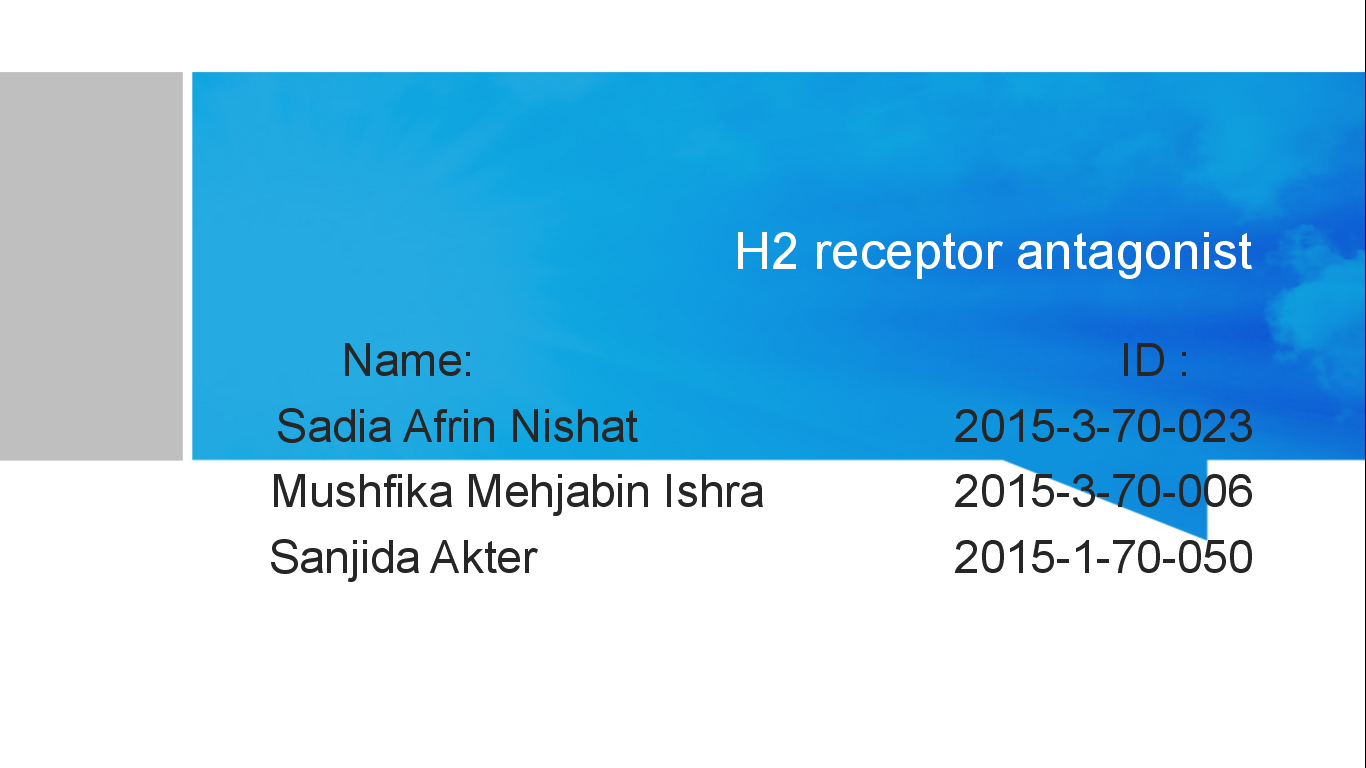 H2 receptor antagonist
Name: ID :
Sadia Afrin Nishat 2015-3-70-023
Mushfika Mehjabin Ishra 2015-3-70-006
Sanjida Akter 2015-1-70-050